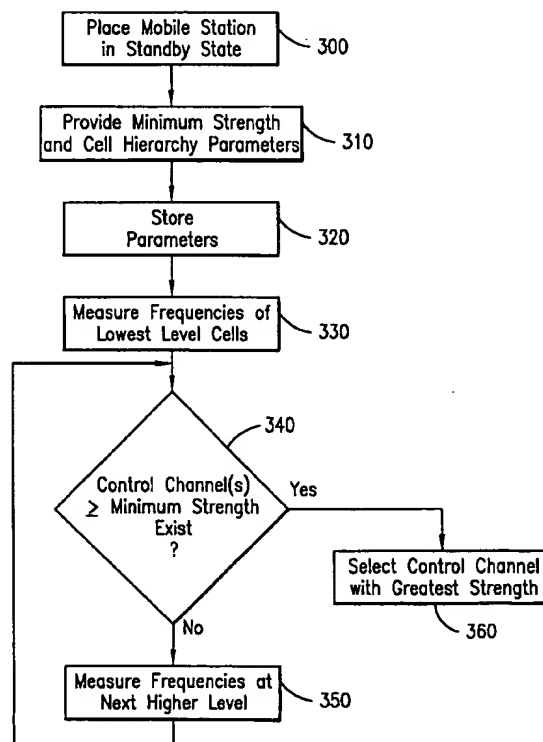 Place Mobile Station
in Standby State
300
Provide Minimum Strength
and Cell Hierarchy Parameters
310
Store
Parameters
320
Measure Frequencies of
Lowest Level Cells
330
340
Control Channel(s)
≥ Minimum Strength
Exist
?
Yes
Select Control Channel
with Greatest Strength
360
No
Measure Frequencies at
Next Higher Level
350